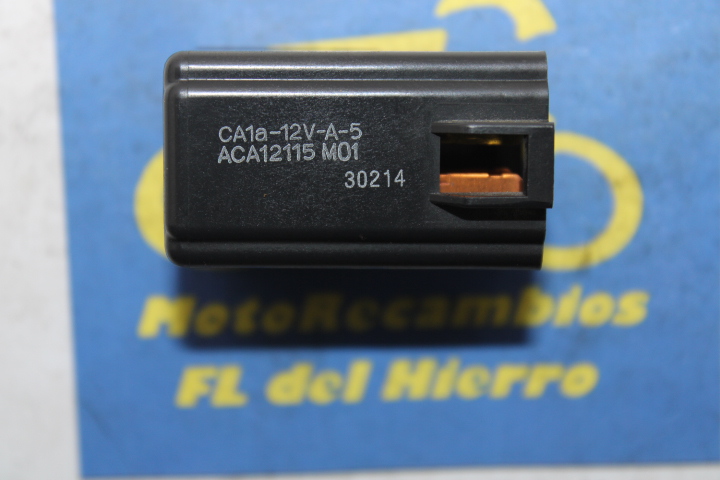 CA1a-12V-A-5
ACA12115 M01
30214
MotoRecambios
FL del Hierro